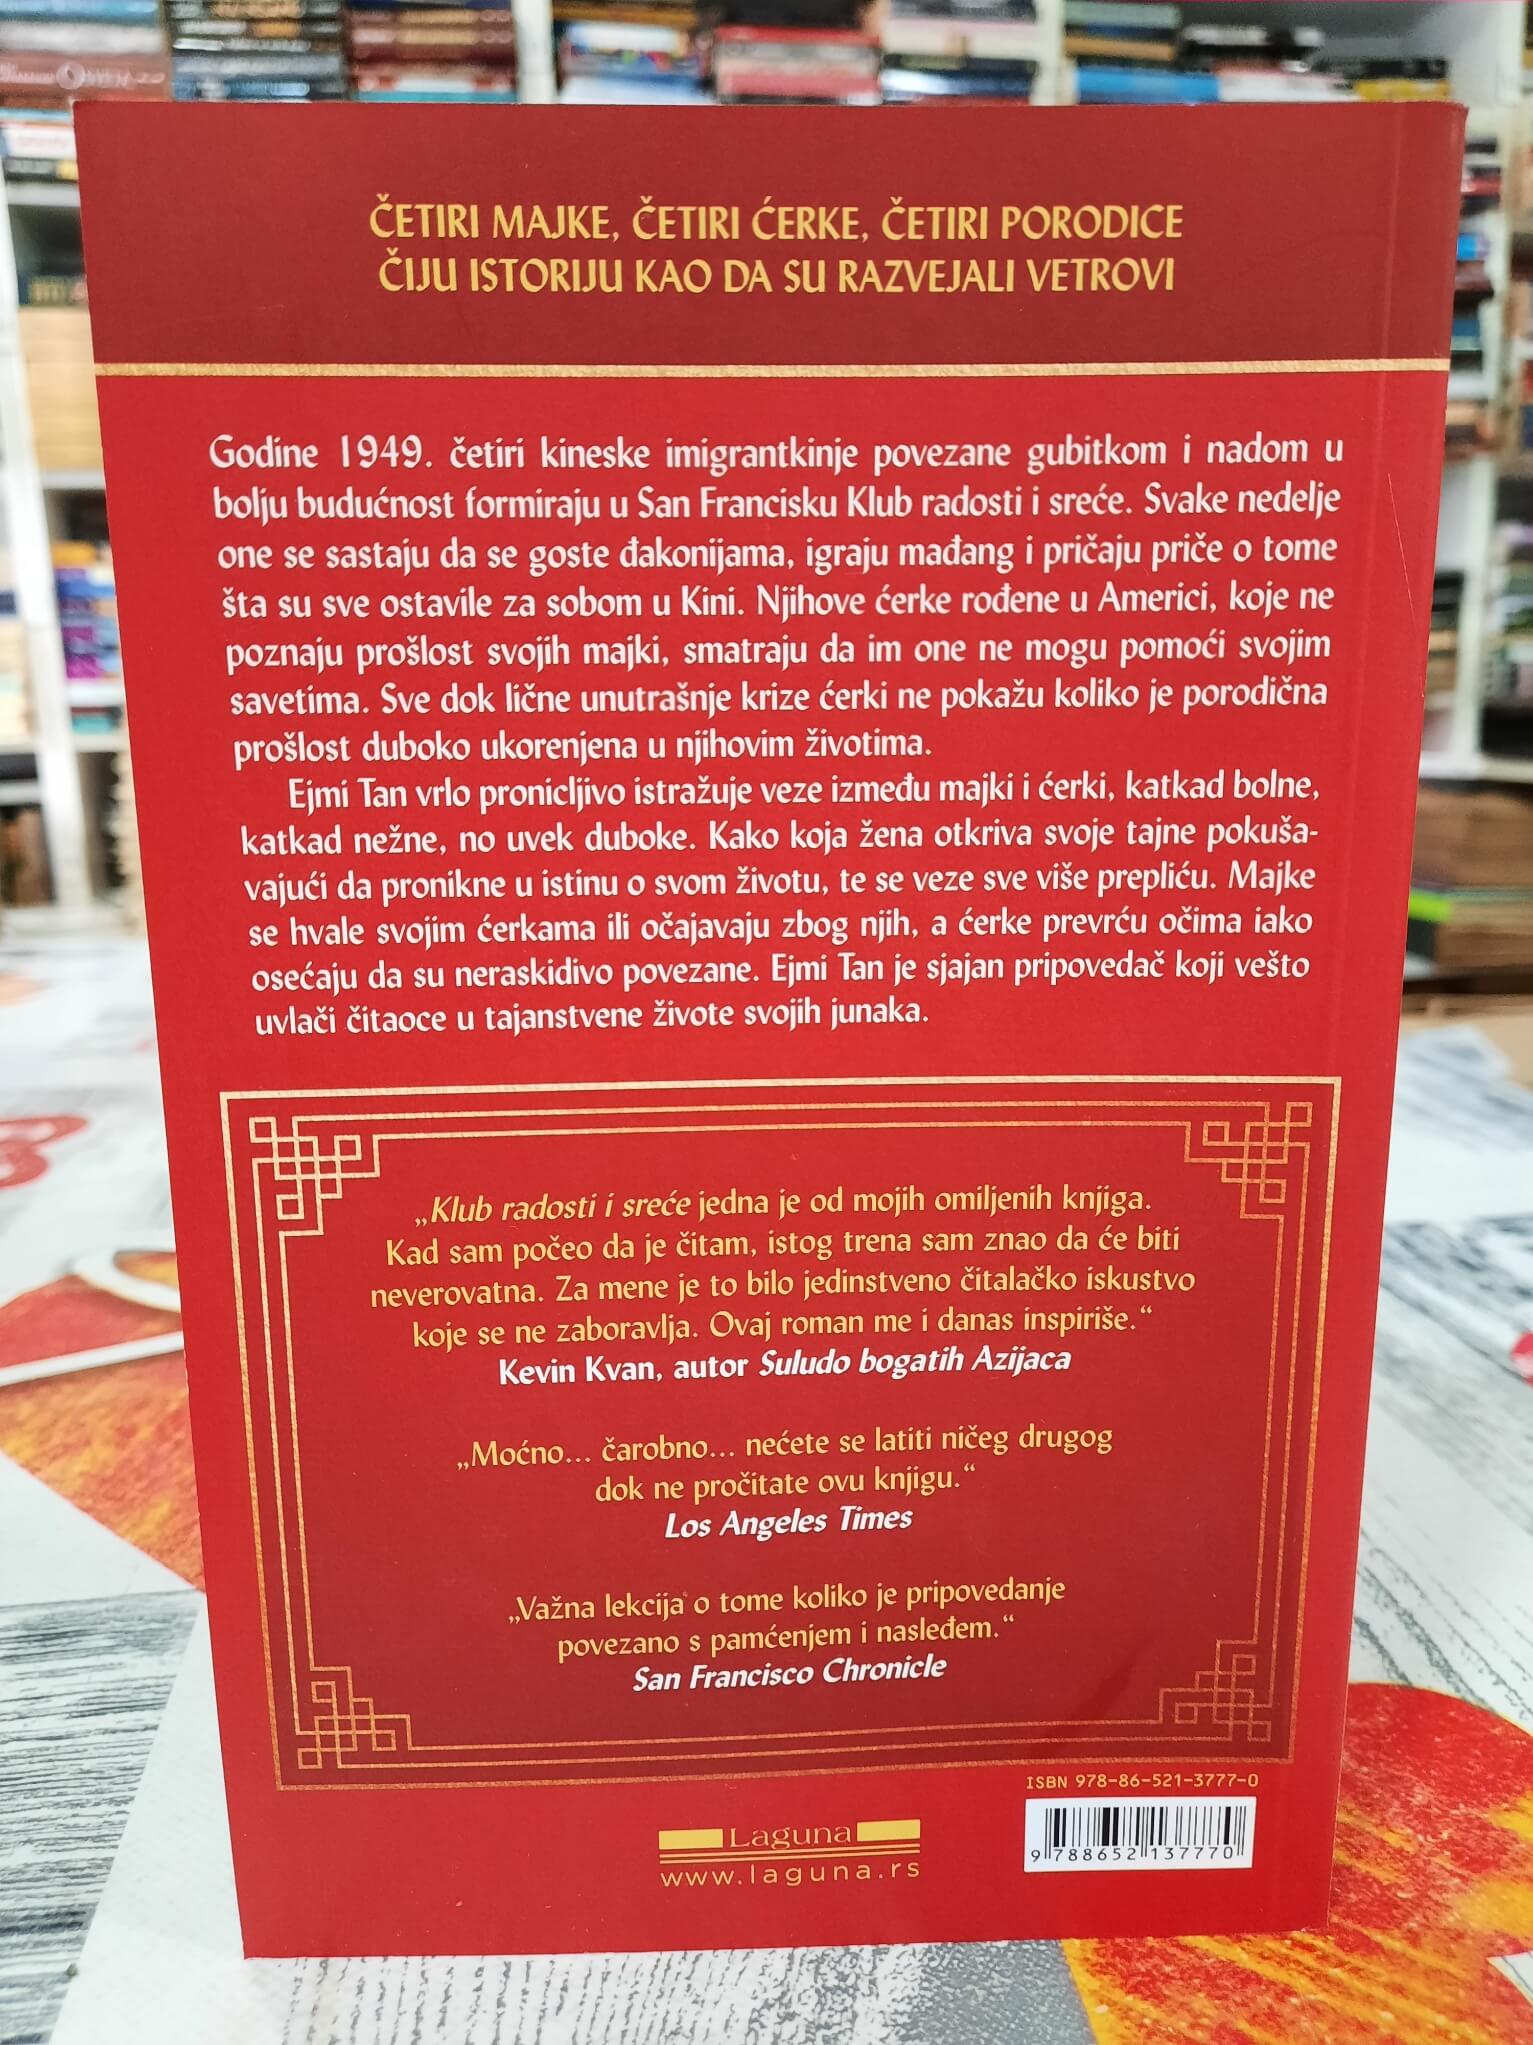 ČETIRI MAJKE, ČETIRI ĆERKE, ČETIRI PORODICE
ČIJU ISTORIJU KAO DA SU RAZVEJALI VETROVI
Godine 1949. četiri kineske imigrantkinje povezane gubitkom i nadom u
bolju budućnost formiraju u San Francisku Klub radosti i sreće. Svake nedelje
one se sastaju da se goste đakonijama, igraju mađang i pričaju priče o tome
šta su sve ostavile za sobom u Kini. Njihove ćerke rođene u Americi, koje ne
poznaju prošlost svojih majki, smatraju da im one ne mogu pomoći svojim
savetima. Sve dok lične unutrašnje krize ćerki ne pokažu koliko je porodična
prošlost duboko ukorenjena u njihovim životima.
Ejmi Tan vrlo pronicljivo istražuje veze između majki i ćerki, katkad bolne,
katkad nežne, no uvek duboke. Kako koja žena otkriva svoje tajne pokuša-
vajući da pronikne u istinu o svom životu, te se veze sve više prepliću. Majke
se hvale svojim ćerkama ili očajavaju zbog njih, a ćerke prevrću očima iako
osećaju da su neraskidivo povezane. Ejmi Tan je sjajan pripovedač koji vešto
uvlači čitaoce u tajanstvene živote svojih junaka.
„Klub radosti i sreće jedna je od mojih omiljenih knjiga.
Kad sam počeo da je čitam, istog trena sam znao da će biti
neverovatna. Za mene je to bilo jedinstveno čitalačko iskustvo
koje se ne zaboravlja. Ovaj roman me i danas inspiriše.“
Kevin Kvan, autor Suludo bogatih Azijaca
„Moćno... čarobno... nećete se latiti ničeg drugog
dok ne pročitate ovu knjigu.“
Los Angeles Times
„Važna lekcija o tome koliko je pripovedanje
povezano s pamćenjem i nasleđem.“
San Francisco Chronicle
ISBN 978-86-521-3777-0
9 788652 137770
Laguna
www.laguna.rs